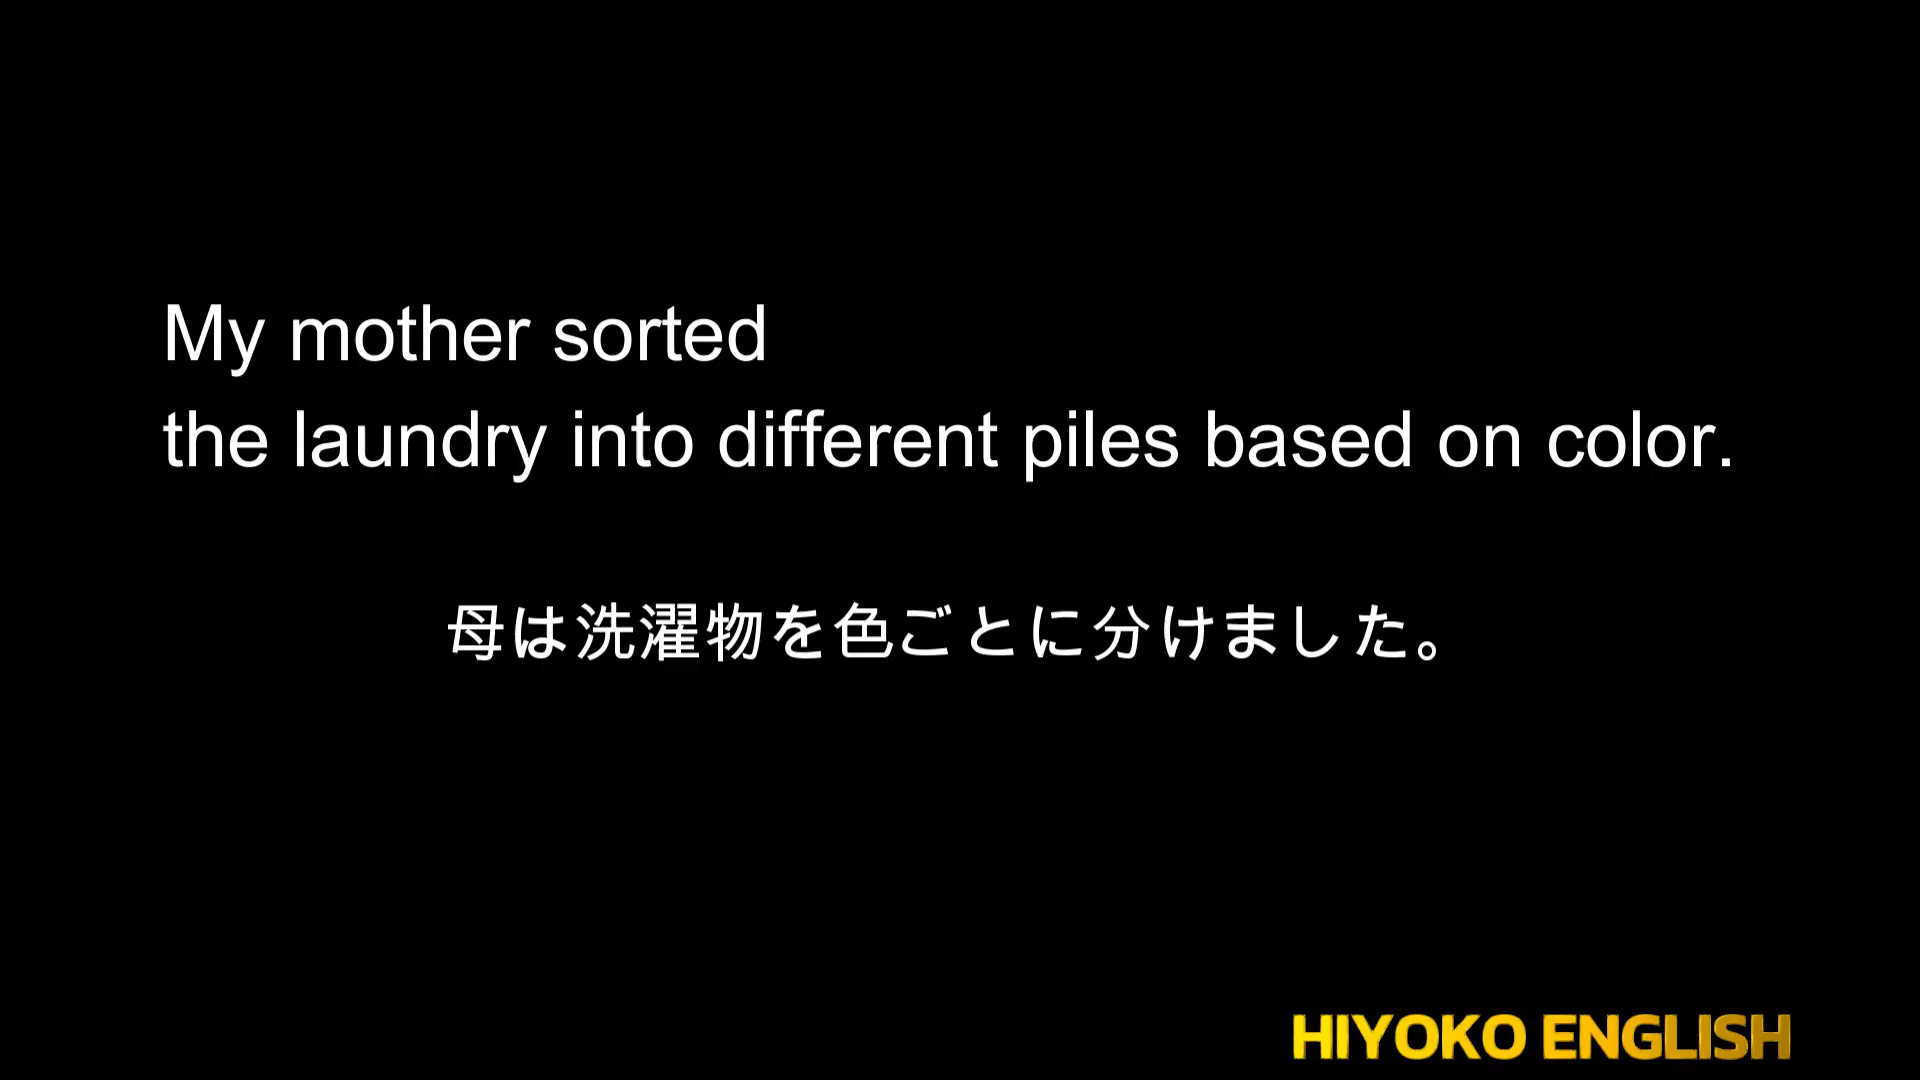 My mother sorted
the laundry into different piles based on color.
母は洗濯物を色ごとに分けました。
HIYOKO ENGLISH